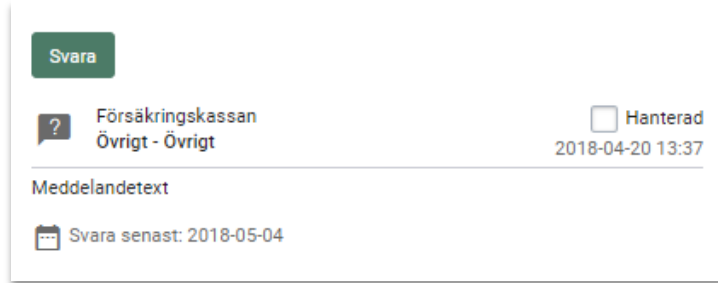 Svara
Försäkringskassan
Övrigt - Övrigt
Hanterad
2018-04-20 13:37
Meddelandetext
Svara senast: 2018-05-04